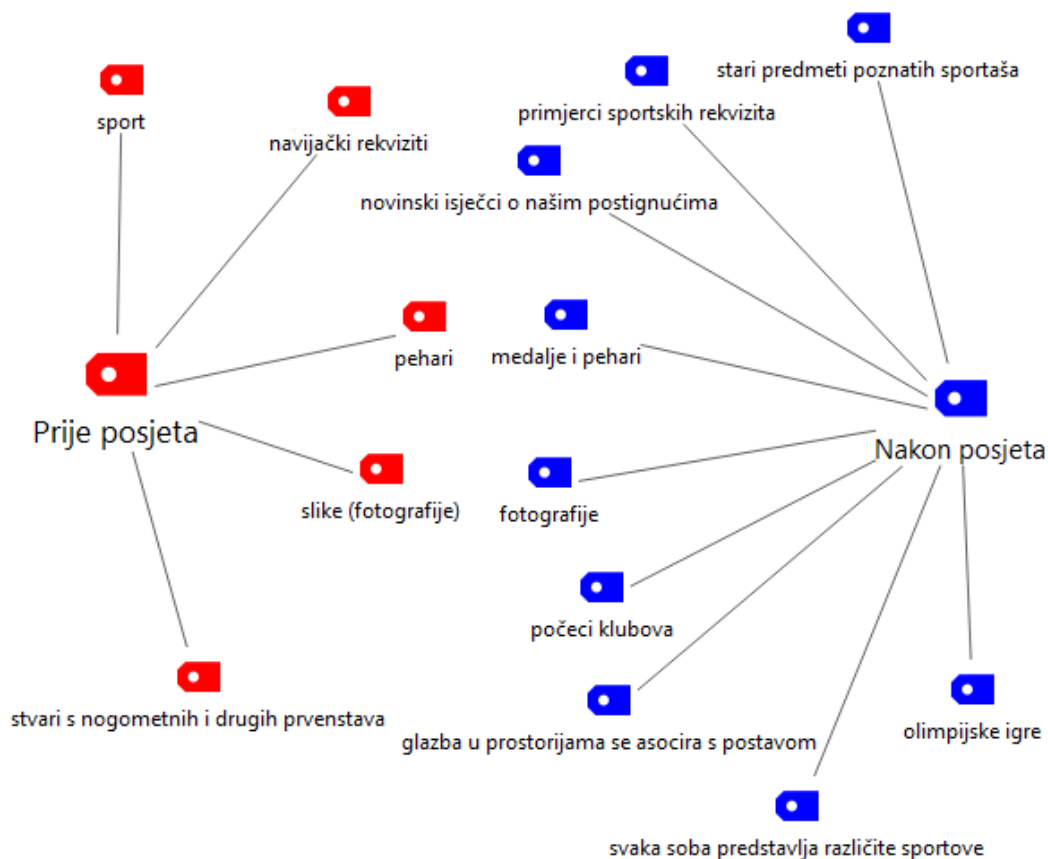 sport
navijački rekviziti
pehari
Prije posjeta
slike (fotografije)
stvari s nogometnih i drugih prvenstava
stari predmeti poznatih sportaša
primjerci sportskih rekvizita
novinski isječci o našim postignućima
medalje i pehari
Nakon posjeta
fotografije
počeci klubova
glazba u prostorijama se asocira s postavom
olimpijske igre
svaka soba predstavlja različite sportove